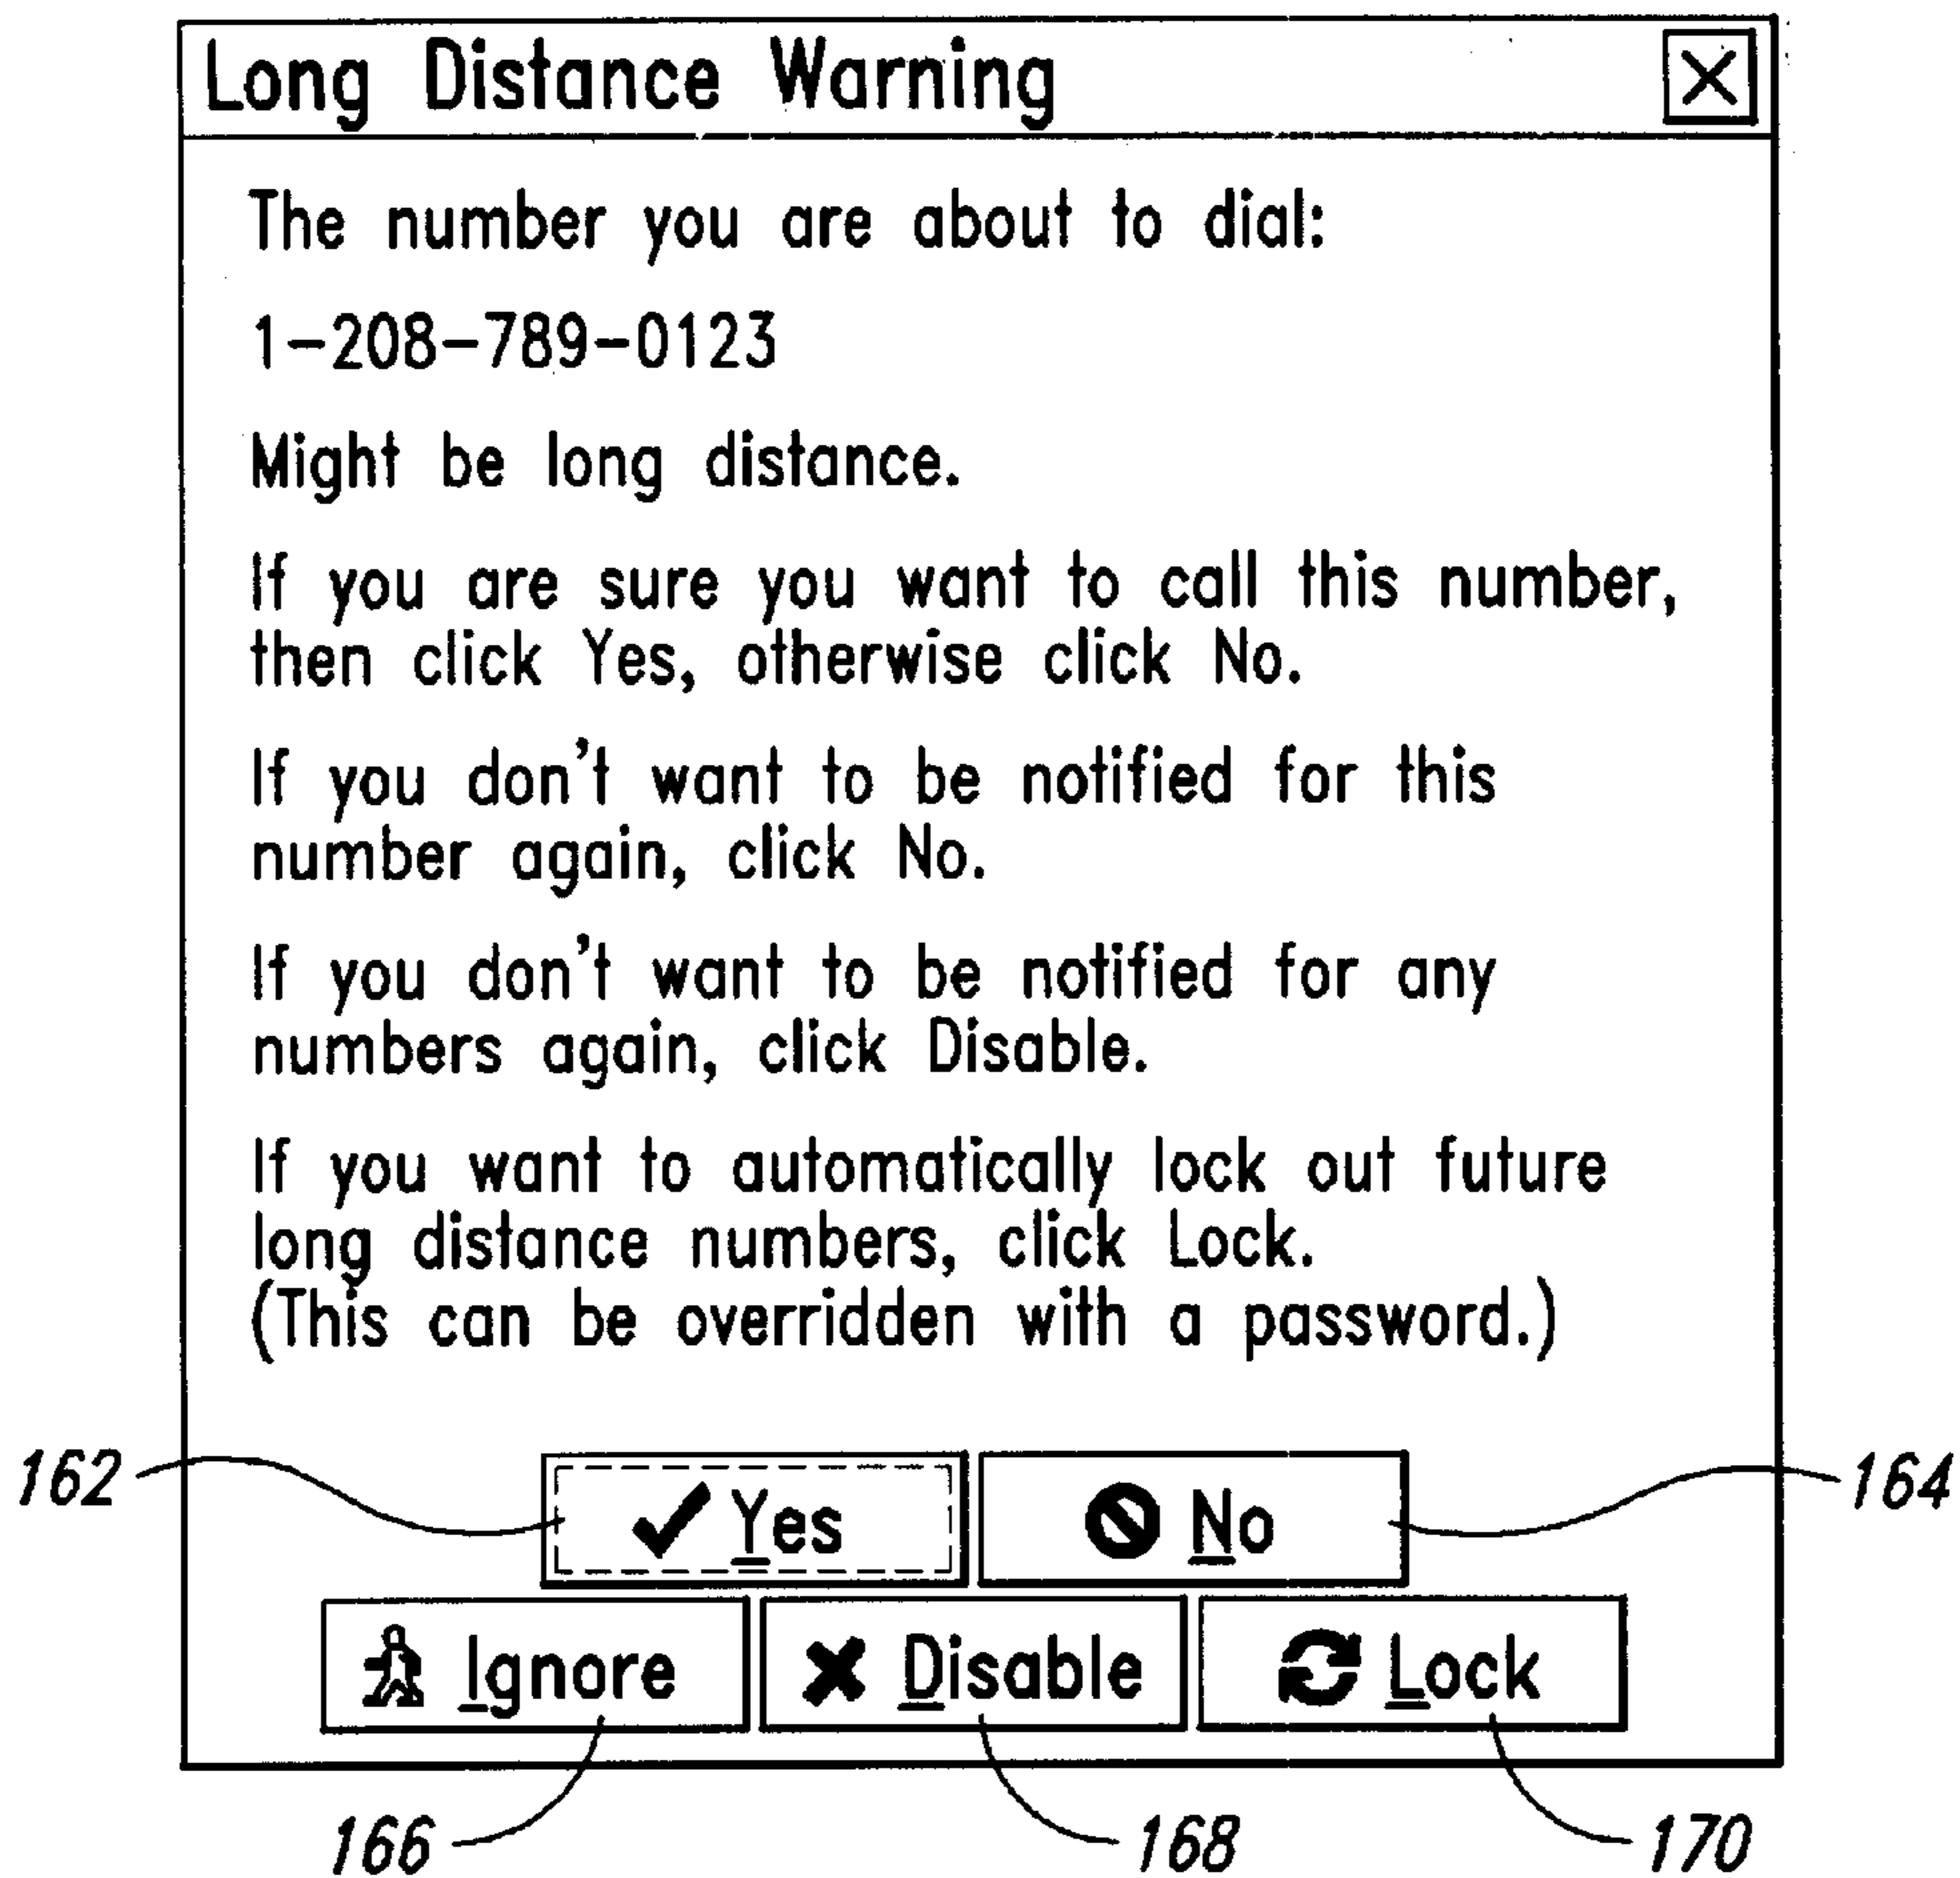 Long Distance Warning
The number you are about to dial:
1-208-789-0123
Might be long distance.
If you are sure you want to call this number,
then click Yes, otherwise click No.
If you don't want to be notified for this
number again, click No.
If you don't want to be notified for any
numbers again, click Disable.
If you want to automatically lock out future
long distance numbers, click Lock.
(This can be overridden with a password.)
162 Yes No 164
Ignore Disable Lock
166 168 170